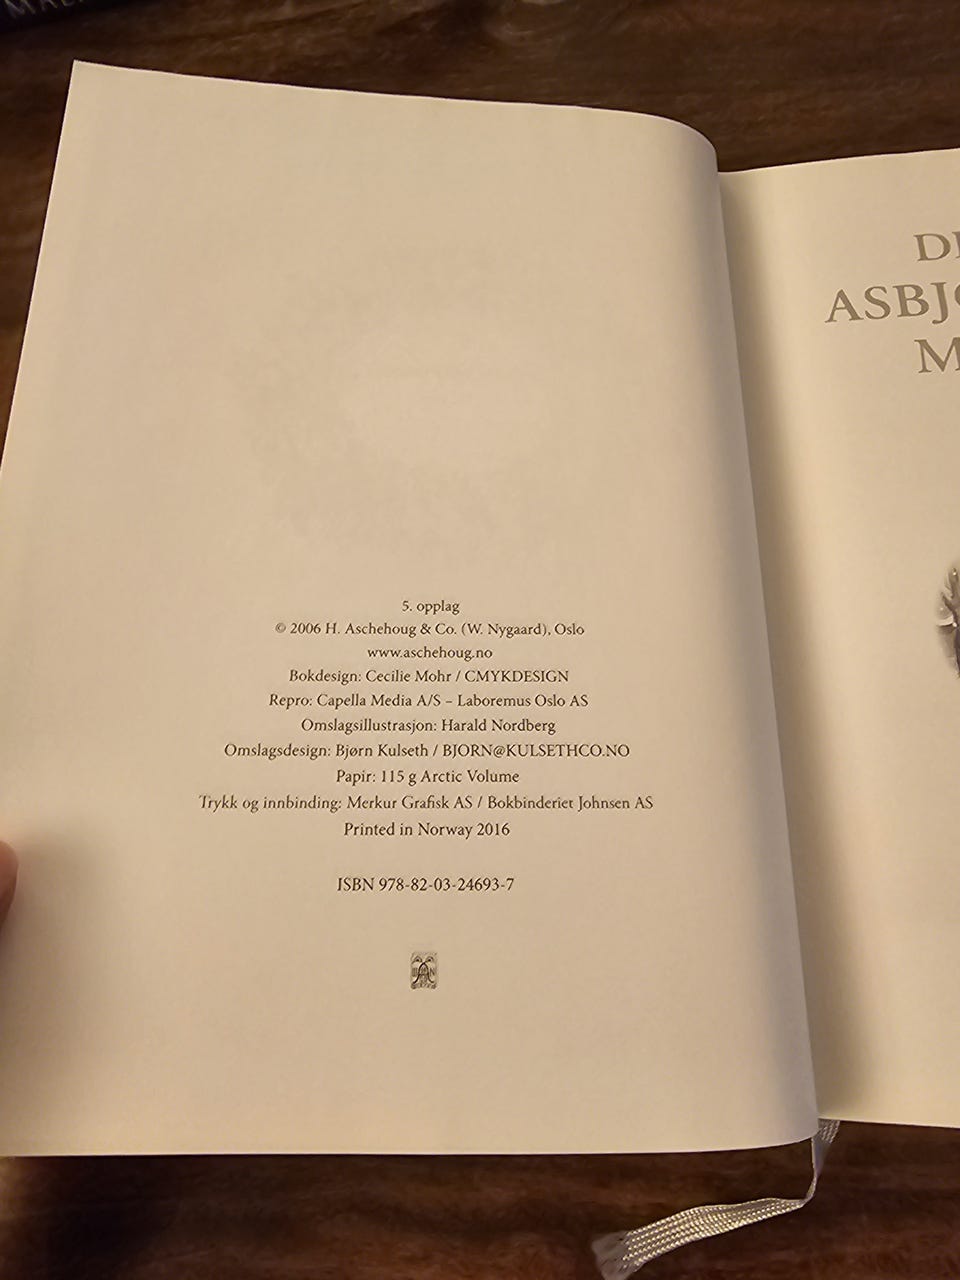 5. opplag
© 2006 H. Aschehoug & Co. (W. Nygaard), Oslo
www.aschehoug.no
Bokdesign: Cecilie Mohr / CMYKDESIGN
Repro: Capella Media A/S – Laboremus Oslo AS
Omslagsillustrasjon: Harald Nordberg
Omslagsdesign: Bjørn Kulseth / BJORN@KULSETHCO.NO
Papir: 115 g Arctic Volume
Trykk og innbinding: Merkur Grafisk AS / Bokbinderiet Johnsen AS
Printed in Norway 2016
ISBN 978-82-03-24693-7